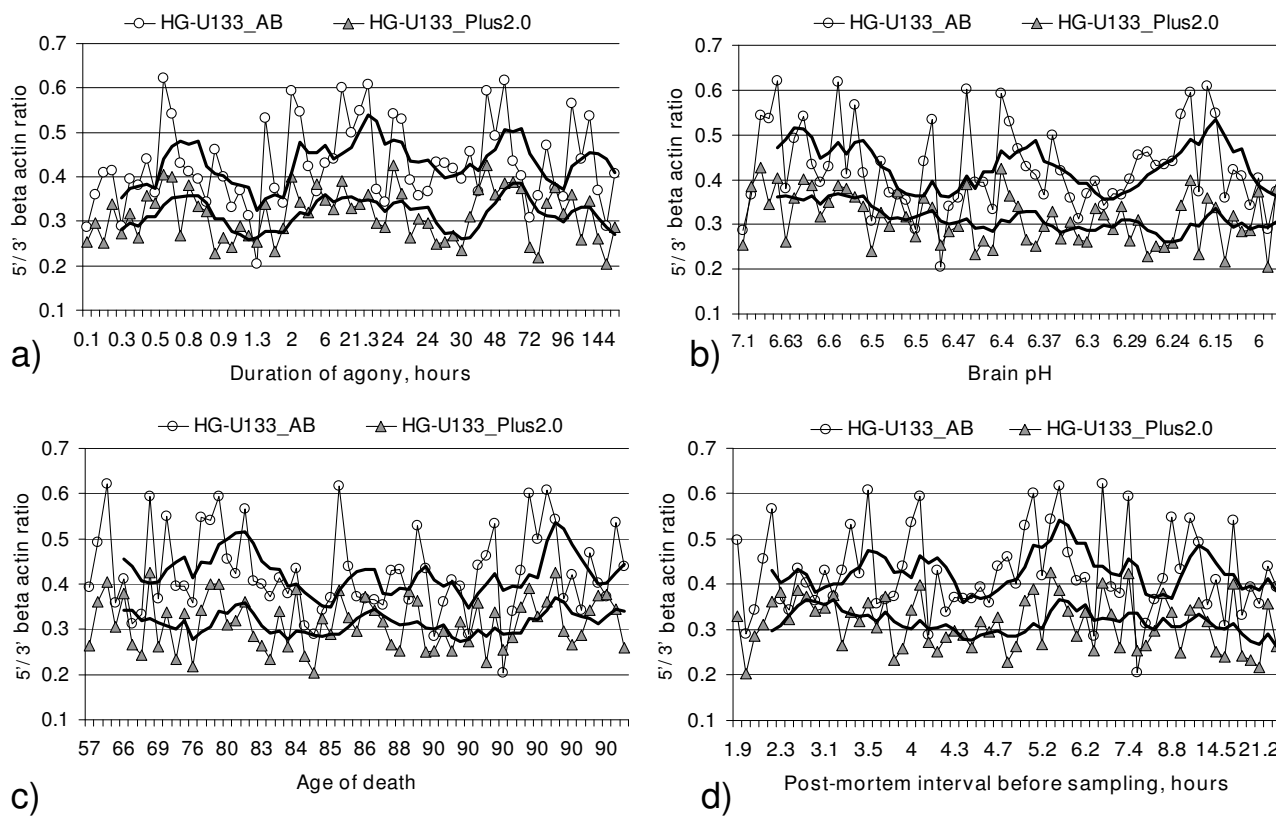 HG-U133_AB HG-U133_Plus2.0
0.7
0.6
0.5
0.4
0.3
0.2
0.1
5'/ 3' beta actin ratio
0.1 0.3 0.5 0.8 0.9 1.3 2 6 21.3 24 24 30 48 72 96 144
Duration of agony, hours
a)
HG-U133_AB HG-U133_Plus2.0
0.7
0.6
0.5
0.4
0.3
0.2
0.1
5'/ 3' beta actin ratio
7.1 6.63 6.6 6.5 6.5 6.47 6.4 6.37 6.3 6.29 6.24 6.15 6
Brain pH
b)
HG-U133_AB HG-U133_Plus2.0
0.7
0.6
0.5
0.4
0.3
0.2
0.1
5'/ 3' beta actin ratio
57 66 69 76 80 83 84 85 86 88 90 90 90 90 90
Age of death
c)
HG-U133_AB HG-U133_Plus2.0
0.7
0.6
0.5
0.4
0.3
0.2
0.1
5'/ 3' beta actin ratio
1.9 2.3 3.1 3.5 4 4.3 4.7 5.2 6.2 7.4 8.8 14.5 21.2
Post-mortem interval before sampling, hours
d)